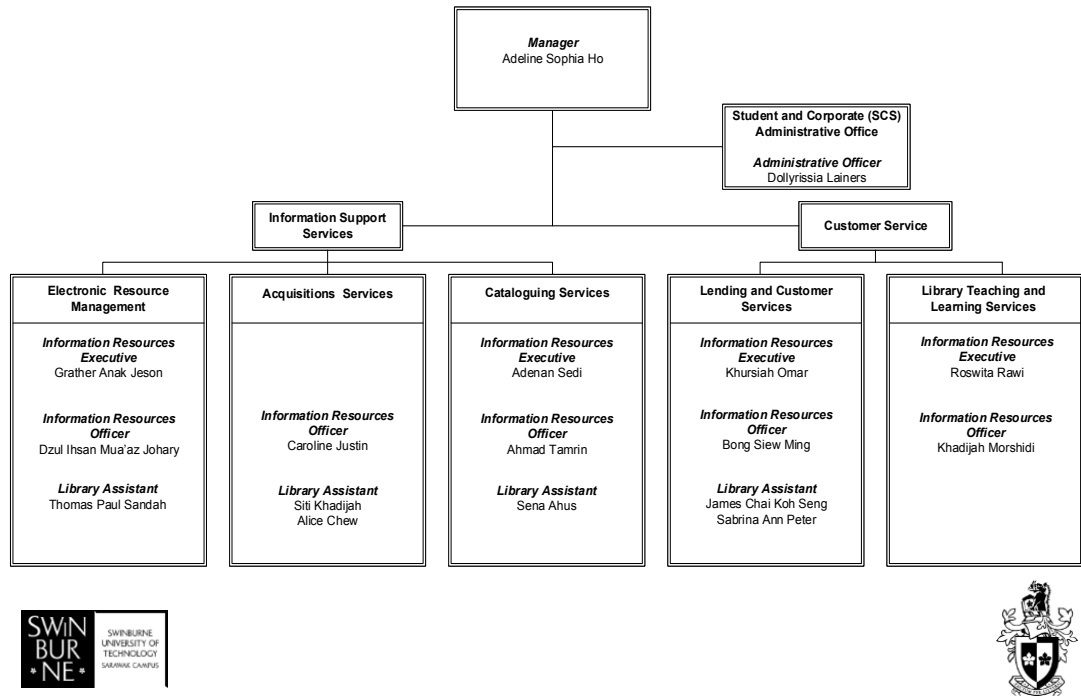 Manager
Adeline Sophia Ho
Student and Corporate (SCS)
Administrative Office
Administrative Officer
Dollyrissia Lainers
Information Support
Services
Customer Service
Electronic Resource
Management
Information Resources
Executive
Grather Anak Jeson
Information Resources
Officer
Dzul Ihsan Mua'az Johary
Library Assistant
Thomas Paul Sandah
Acquisitions Services
Information Resources
Officer
Caroline Justin
Library Assistant
Siti Khadijah
Alice Chew
Cataloguing Services
Information Resources
Executive
Adenan Sedi
Information Resources
Officer
Ahmad Tamrin
Library Assistant
Sena Ahus
Lending and Customer
Services
Information Resources
Executive
Khursiah Omar
Information Resources
Officer
Bong Siew Ming
Library Assistant
James Chai Koh Seng
Sabrina Ann Peter
Library Teaching and
Learning Services
Information Resources
Executive
Roswita Rawi
Information Resources
Officer
Khadijah Morshidi
SWIN
BUR
NE
SWINBURNE
UNIVERSITY OF
TECHNOLOGY
SARAWAK CAMPUS